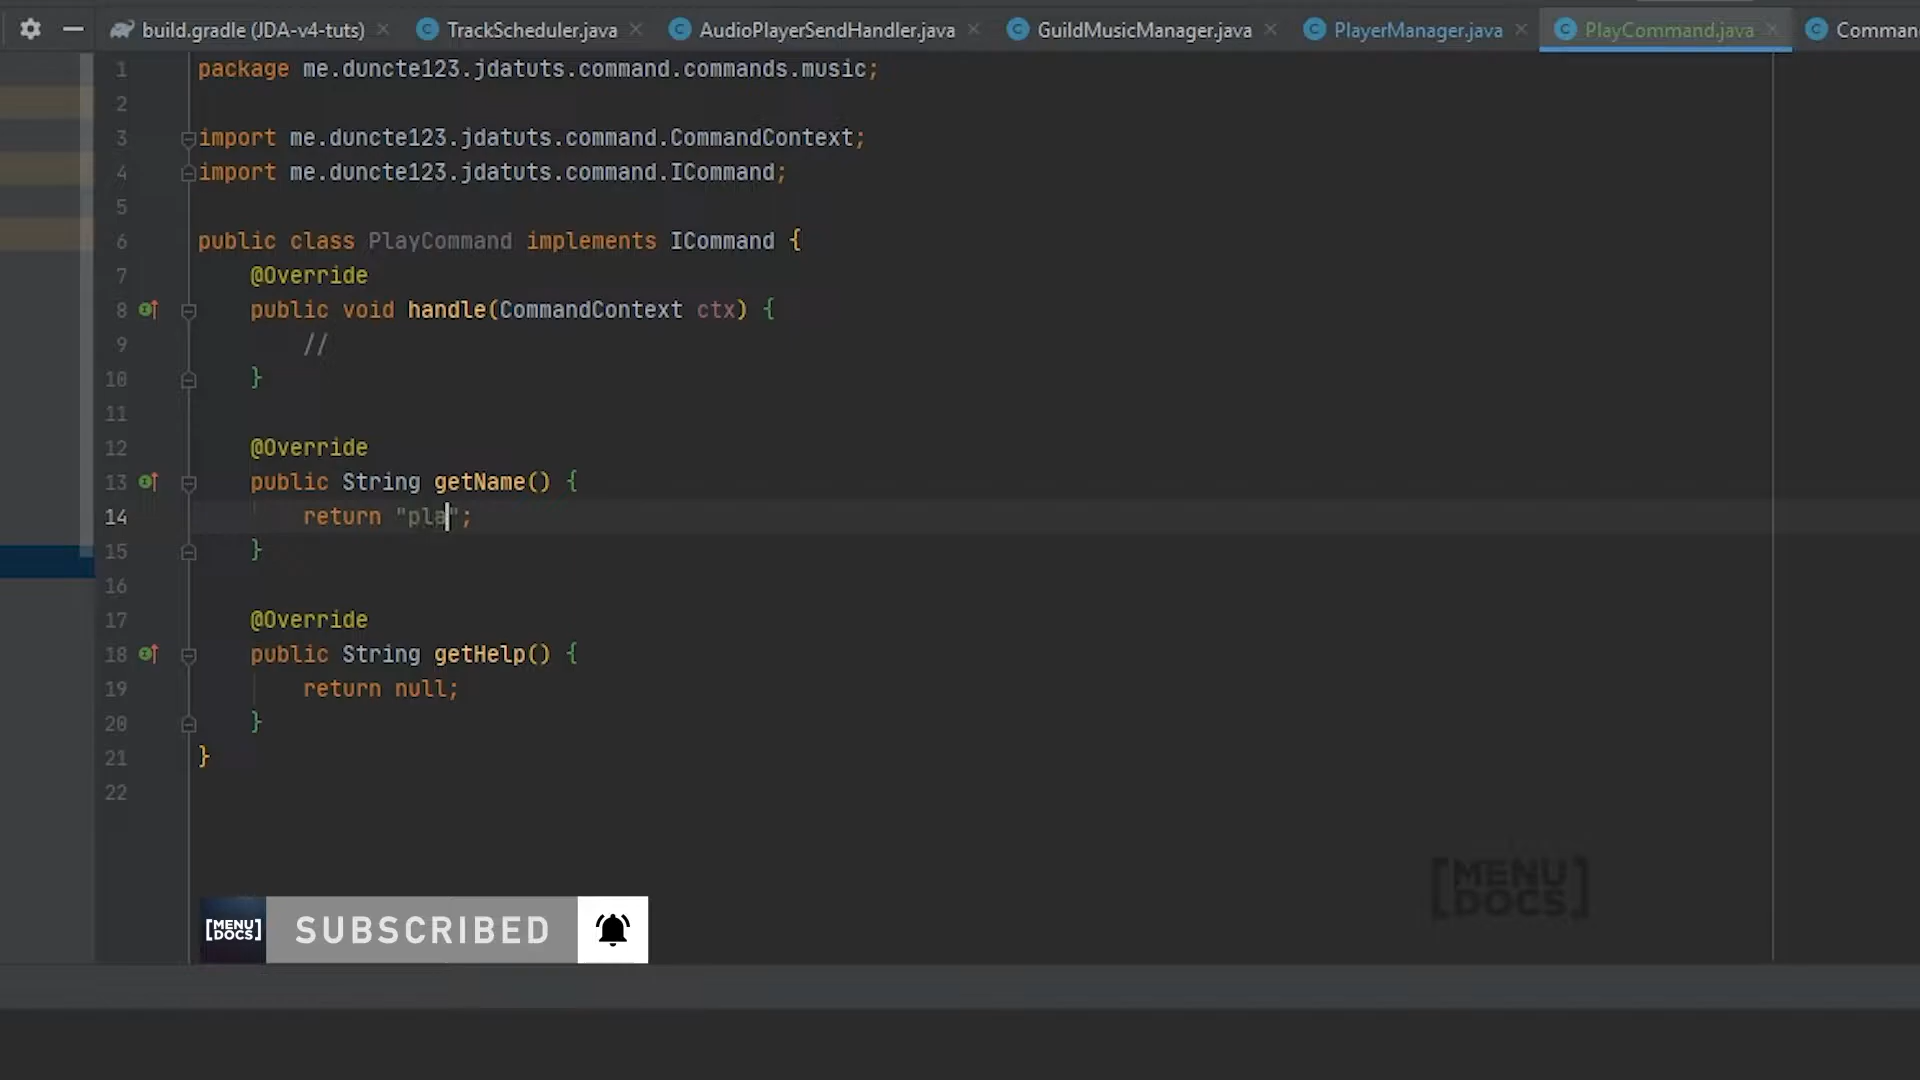 build.gradle (JDA-v4-tuts) TrackScheduler.java AudioPlayerSendHandler.java GuildMusicManager.java PlayerManager.java PlayCommand.java Comman
1 package me.duncte123.jdatuts.command.commands.music;
2
3 import me.duncte123.jdatuts.command.CommandContext;
4 import me.duncte123.jdatuts.command.ICommand;
5
6 public class PlayCommand implements ICommand {
7 @Override
8 public void handle(CommandContext ctx) {
9 //
10 }
11
12 @Override
13 public String getName() {
14 return "pla";
15 }
16
17 @Override
18 public String getHelp() {
19 return null;
20 }
21 }
22
[MENU
DOCS]
[MENU
DOCS]
SUBSCRIBED